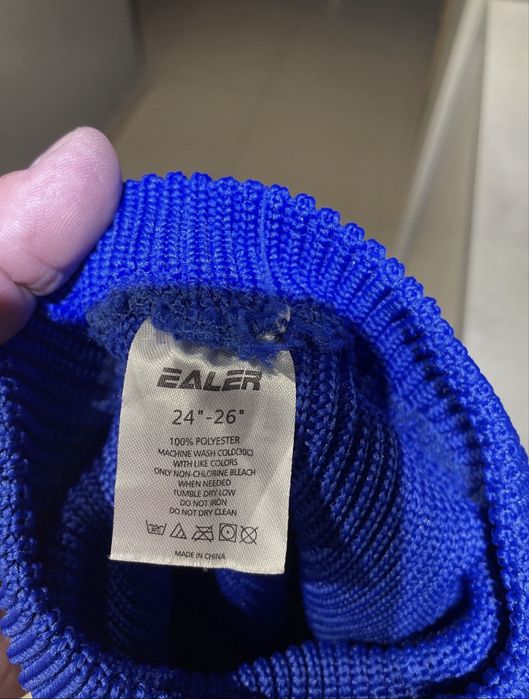 EALER
24"-26"
100% POLYESTER
MACHINE WASH COLD(30C)
WITH LIKE COLORS
ONLY NON-CHLORINE BLEACH
WHEN NEEDED
TUMBLE DRY LOW
DO NOT IRON
DO NOT DRY CLEAN
MADE IN CHINA